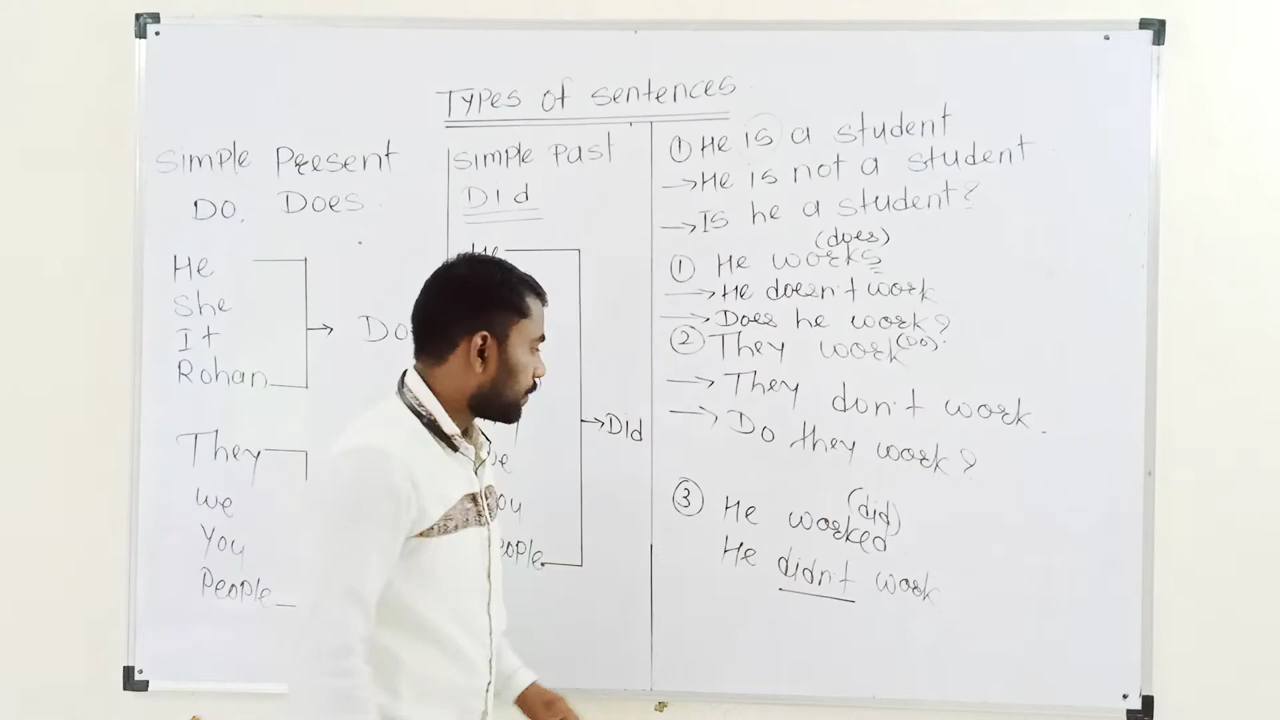 Types of sentences
Simple Present
Do, Does
He
She
It
Rohan
They
We
You
People
Simple Past
Did
He
Did
① He is a student
→He is not a student
→Is he a student?
(does)
① He works
→He doesn't work
→Does he work?
② They work (Do)
→They don't work.
→Do they work?
③ He worked (did)
He didn't work